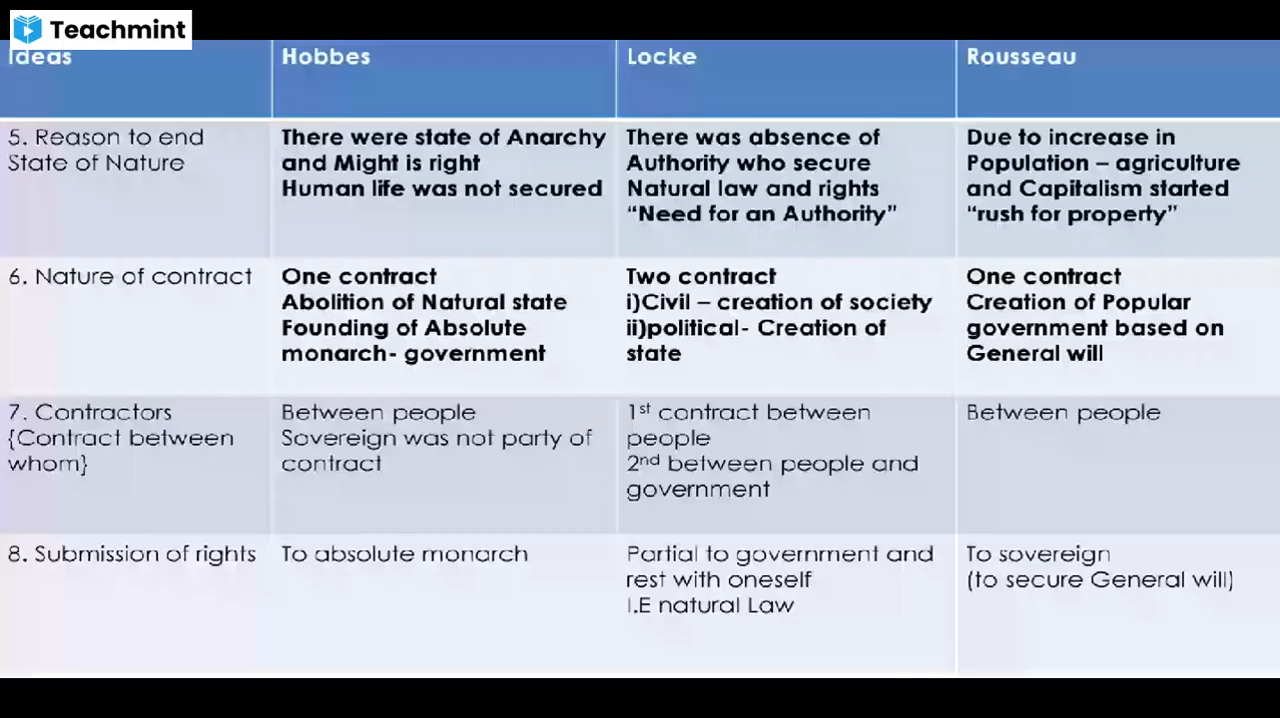 Teachmint
Ideas
Hobbes
Locke
Rousseau
5. Reason to end
State of Nature
There were state of Anarchy
and Might is right
Human life was not secured
There was absence of
Authority who secure
Natural law and rights
“Need for an Authority”
Due to increase in
Population – agriculture
and Capitalism started
“rush for property”
6. Nature of contract
One contract
Abolition of Natural state
Founding of Absolute
monarch- government
Two contract
i)Civil – creation of society
ii)political- Creation of
state
One contract
Creation of Popular
government based on
General will
7. Contractors
{Contract between
whom}
Between people
Sovereign was not party of
contract
1st contract between
people
2nd between people and
government
Between people
8. Submission of rights
To absolute monarch
Partial to government and
rest with oneself
I.E natural Law
To sovereign
(to secure General will)